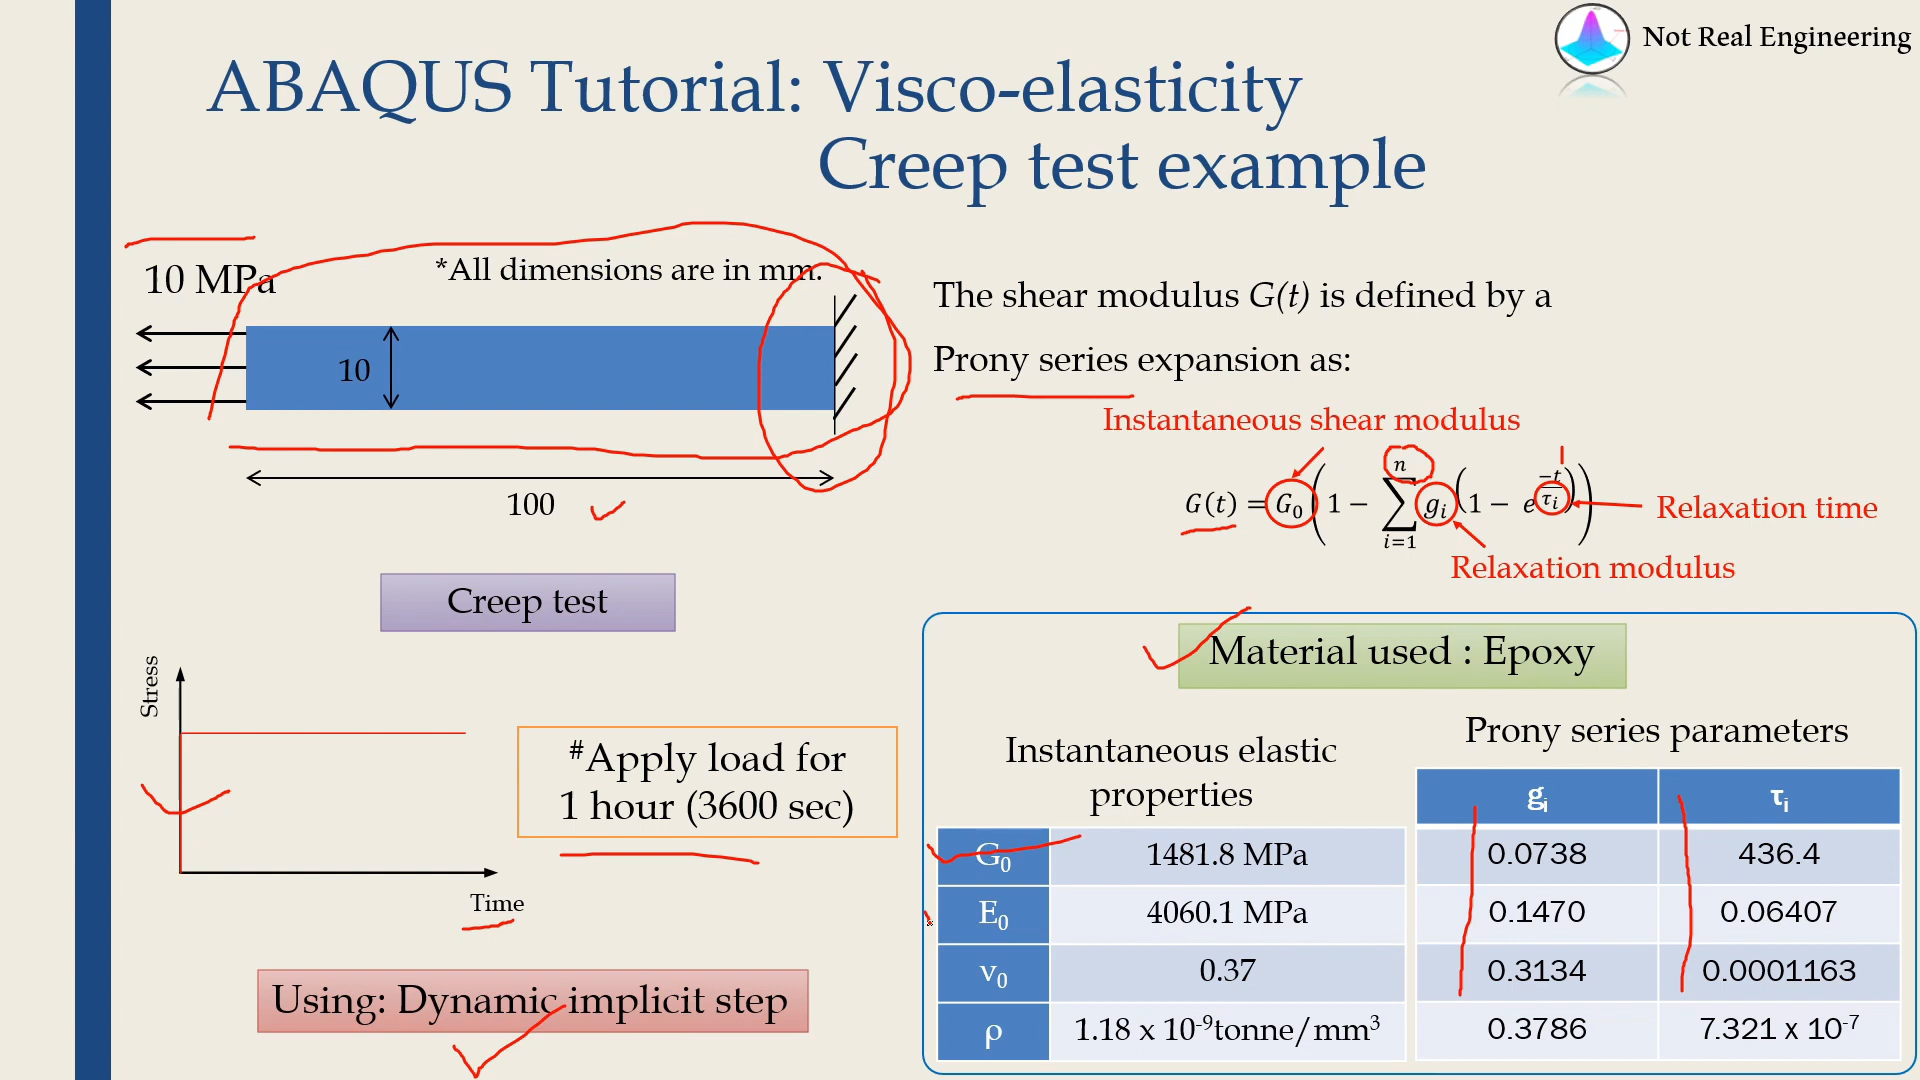 Not Real Engineering
ABAQUS Tutorial: Visco-elasticity
Creep test example
10 MPa
*All dimensions are in mm.
10
100
Creep test
Stress
Time
#Apply load for
1 hour (3600 sec)
Using: Dynamic implicit step
The shear modulus G(t) is defined by a
Prony series expansion as:
Instantaneous shear modulus
G(t) = G₀ (1 − ∑ⁿᵢ₌₁ gᵢ (1 − e^(−t/τᵢ)))
Relaxation time
Relaxation modulus
Material used : Epoxy
Instantaneous elastic
properties
G₀ 1481.8 MPa
E₀ 4060.1 MPa
ν₀ 0.37
ρ 1.18 x 10⁻⁹tonne/mm³
Prony series parameters
gᵢ τᵢ
0.0738 436.4
0.1470 0.06407
0.3134 0.0001163
0.3786 7.321 x 10⁻⁷